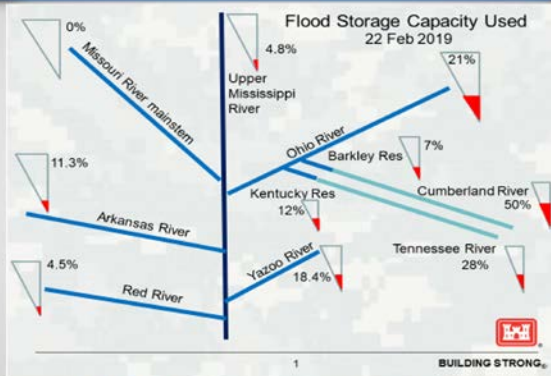 Flood Storage Capacity Used
22 Feb 2019
0%
Missouri River mainstem
4.8%
Upper
Mississippi
River
21%
Ohio River
7%
Barkley Res
11.3%
Kentucky Res
12%
Cumberland River
50%
Arkansas River
Tennessee River
28%
4.5%
Yazoo River
18.4%
Red River
1
BUILDING STRONG®